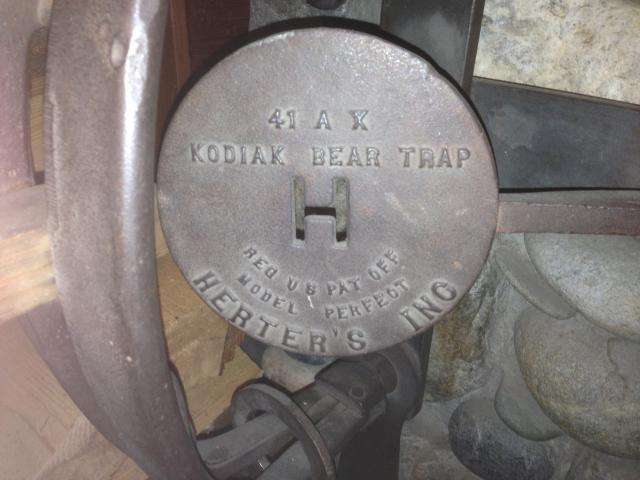 41 A X
KODIAK BEAR TRAP
H
REG U S PAT OFF
MODEL PERFECT
HERTER'S INC